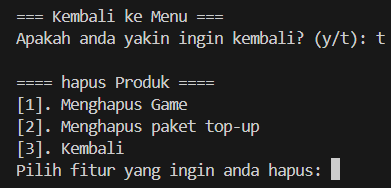 === Kembali ke Menu ===
Apakah anda yakin ingin kembali? (y/t): t
==== hapus Produk ====
[1]. Menghapus Game
[2]. Menghapus paket top-up
[3]. Kembali
Pilih fitur yang ingin anda hapus: